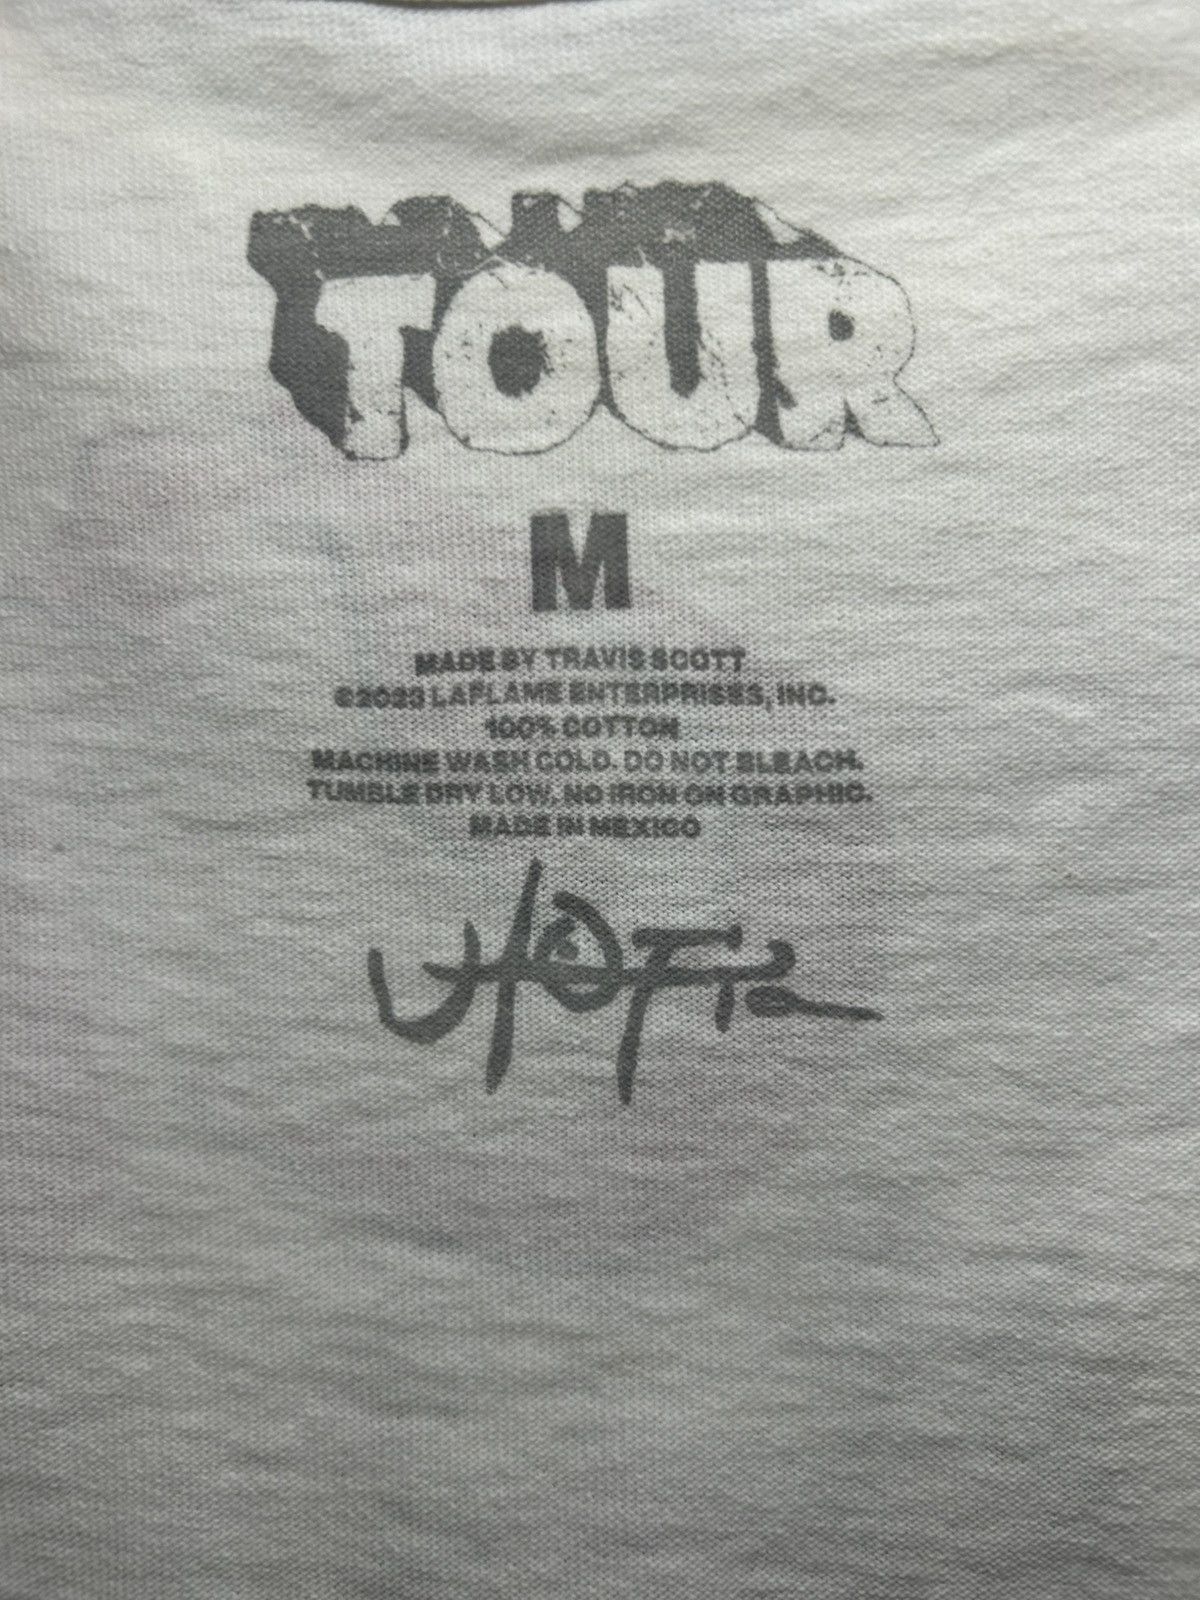 TOUR
M
MADE BY TRAVIS SCOTT
©2023 LAFLAME ENTERPRISES, INC.
100% COTTON
MACHINE WASH COLD. DO NOT BLEACH.
TUMBLE DRY LOW. NO IRON ON GRAPHIC.
MADE IN MEXICO
UTOPIA